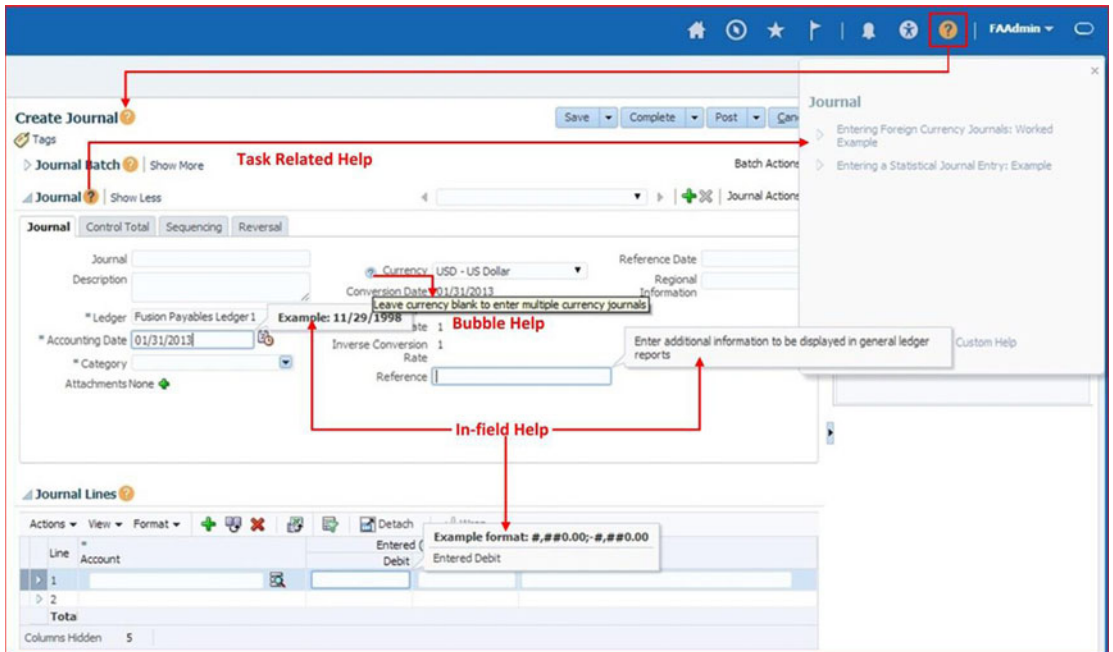 FAAdmin
Create Journal
Save
Complete
Post
Can
Tags
Journal Batch
Show More
Task Related Help
Batch Actions
Journal
Show Less
Journal Actions
Journal
Entering Foreign Currency Journals: Worked
Example
Entering a Statistical Journal Entry: Example
Journal
Control Total
Sequencing
Reversal
Journal
Description
Currency
USD - US Dollar
Conversion Date
01/31/2013
Leave currency blank to enter multiple currency journals
Bubble Help
Reference Date
Regional
Information
* Ledger
Fusion Payables Ledger 1
Example: 11/29/1998
* Accounting Date
01/31/2013
ate
1
Inverse Conversion
Rate
1
* Category
Reference
Attachments None
Enter additional information to be displayed in general ledger
reports
Custom Help
In-field Help
Journal Lines
Actions
View
Format
Detach
Line
*
Account
Entered (
Debit
Example format: #,##0.00;-#,##0.00
Entered Debit
1
2
Tota
Columns Hidden 5